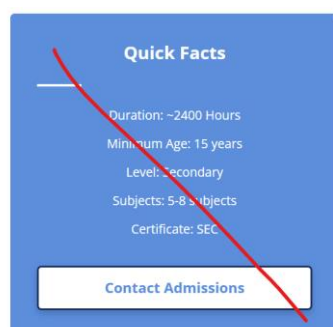 Quick Facts
Duration: ~2400 Hours
Minimum Age: 15 years
Level: Secondary
Subjects: 5-8 subjects
Certificate: SEC
Contact Admissions